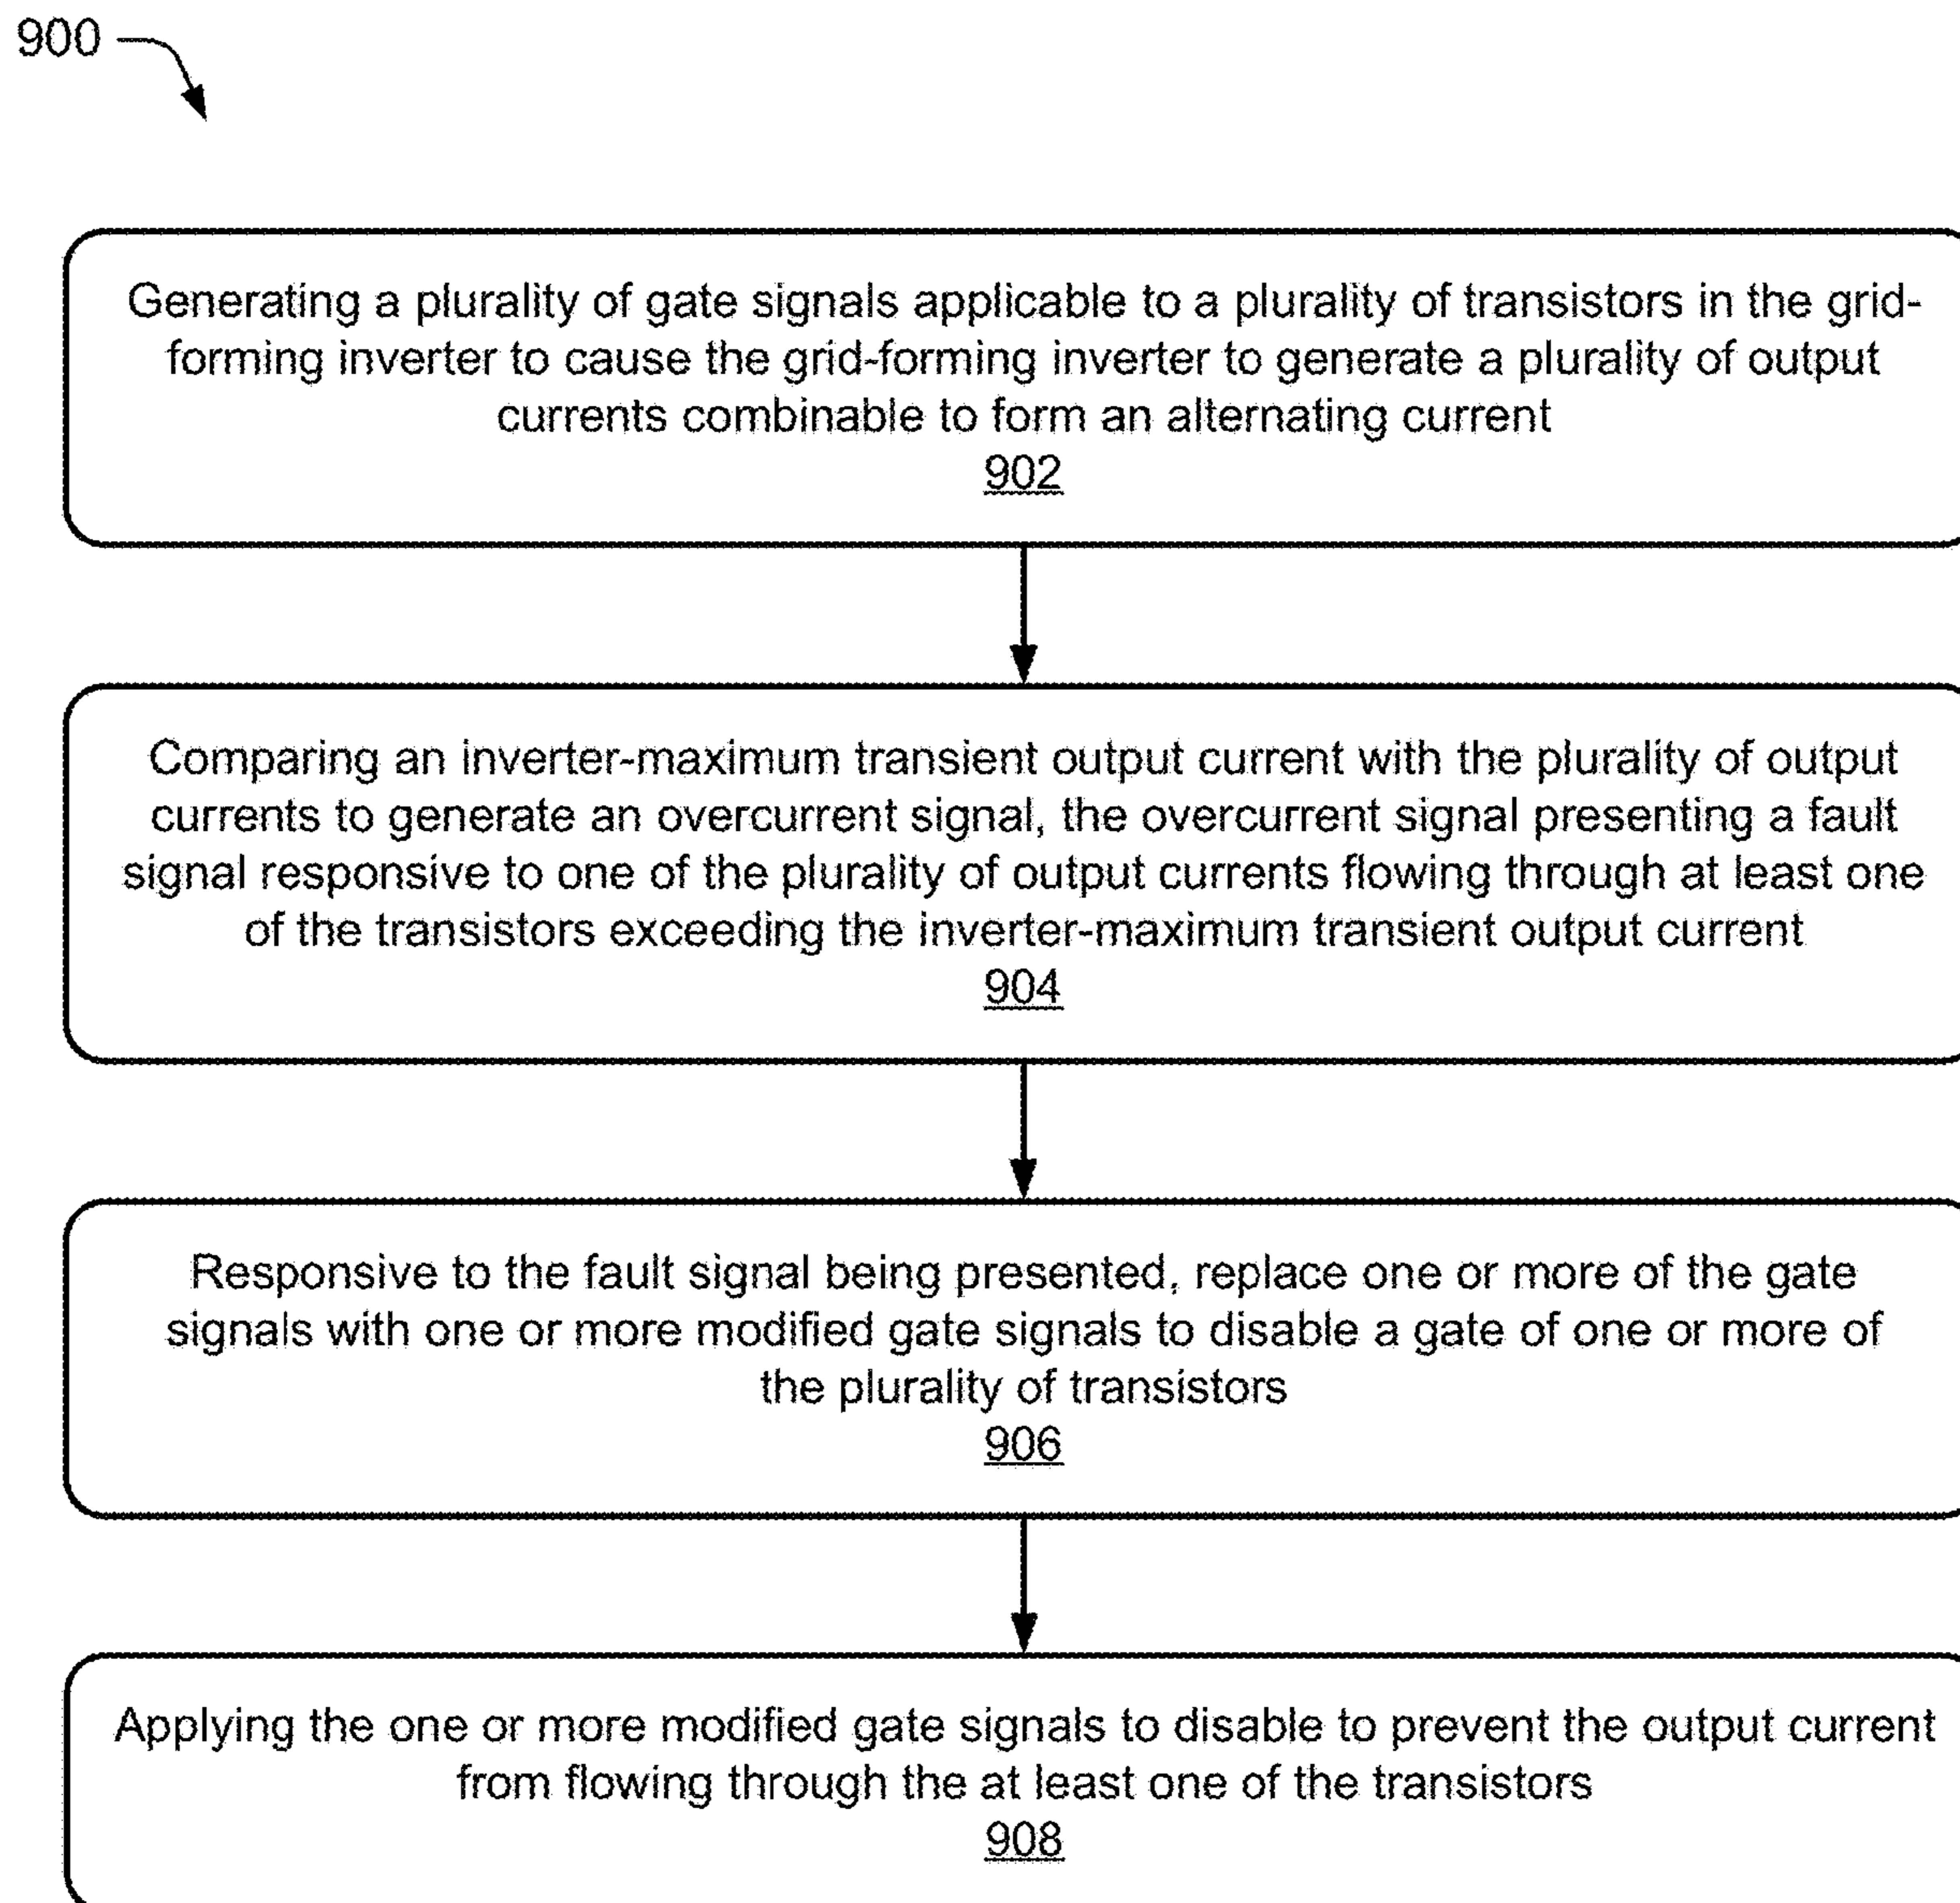 900
Generating a plurality of gate signals applicable to a plurality of transistors in the grid-
forming inverter to cause the grid-forming inverter to generate a plurality of output
currents combinable to form an alternating current
902
Comparing an inverter-maximum transient output current with the plurality of output
currents to generate an overcurrent signal, the overcurrent signal presenting a fault
signal responsive to one of the plurality of output currents flowing through at least one
of the transistors exceeding the inverter-maximum transient output current
904
Responsive to the fault signal being presented, replace one or more of the gate
signals with one or more modified gate signals to disable a gate of one or more of
the plurality of transistors
906
Applying the one or more modified gate signals to disable to prevent the output current
from flowing through the at least one of the transistors
908